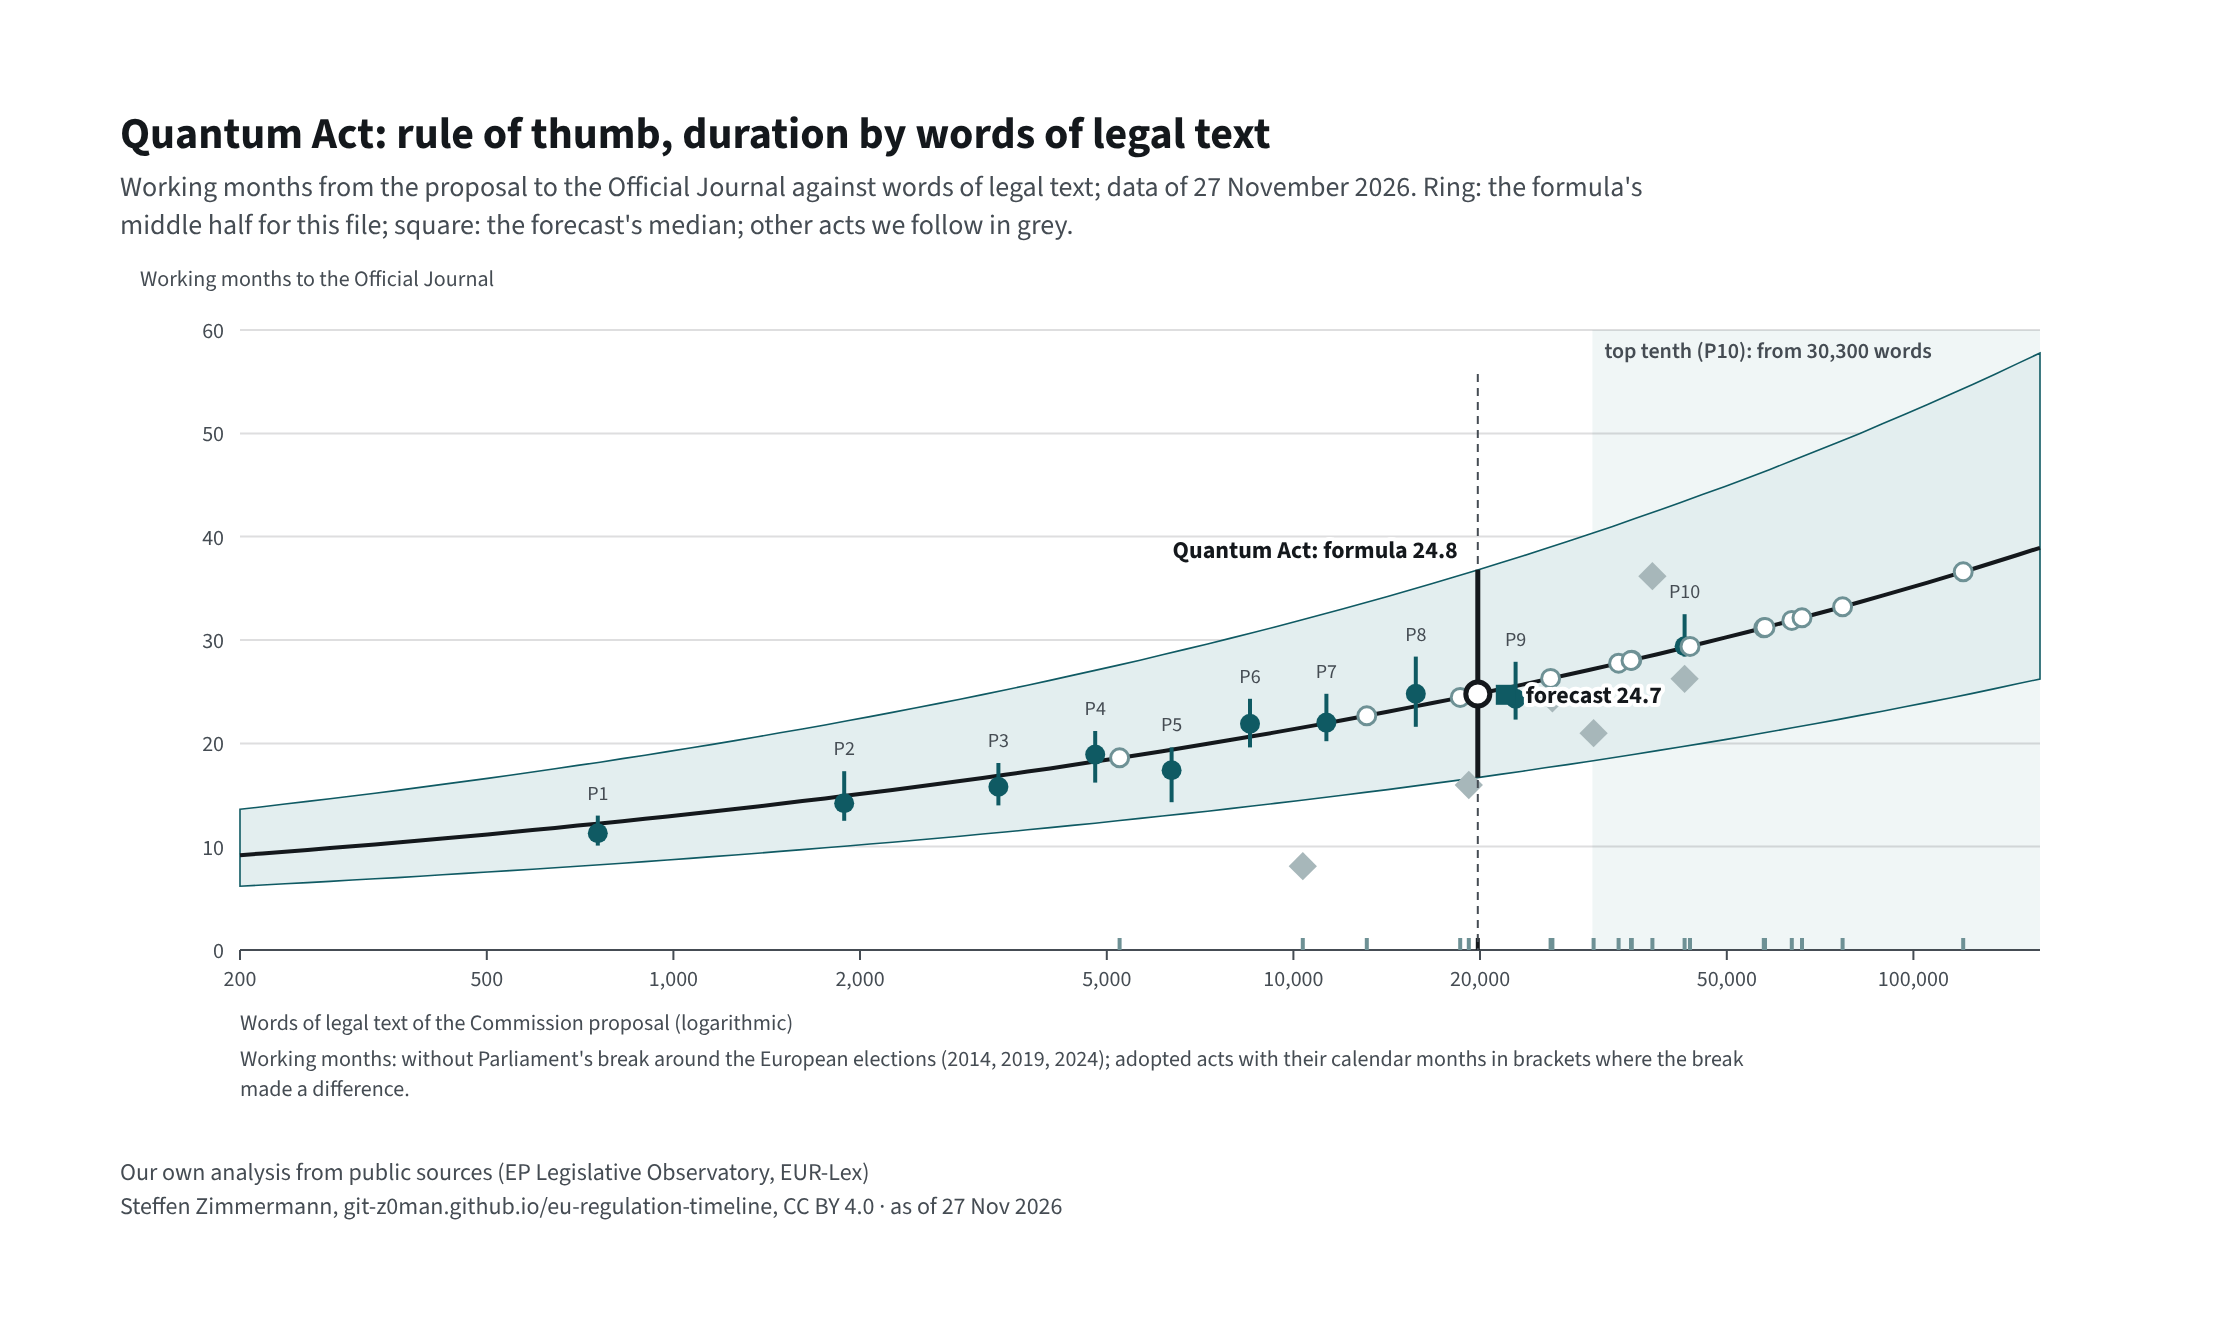 Quantum Act: rule of thumb, duration by words of legal text
Working months from the proposal to the Official Journal against words of legal text; data of 27 November 2026. Ring: the formula's
middle half for this file; square: the forecast's median; other acts we follow in grey.
Working months to the Official Journal
60
top tenth (P10): from 30,300 words
50
40
Quantum Act: formula 24.8
P10
30
P8
P9
P6
P7
forecast 24.7
P4
P5
20
P3
P2
P1
10
0
200
500
1,000
2,000
5,000
10,000
20,000
50,000
100,000
Words of legal text of the Commission proposal (logarithmic)
Working months: without Parliament's break around the European elections (2014, 2019, 2024); adopted acts with their calendar months in brackets where the break
made a difference.
Our own analysis from public sources (EP Legislative Observatory, EUR-Lex)
Steffen Zimmermann, git-z0man.github.io/eu-regulation-timeline, CC BY 4.0 · as of 27 Nov 2026